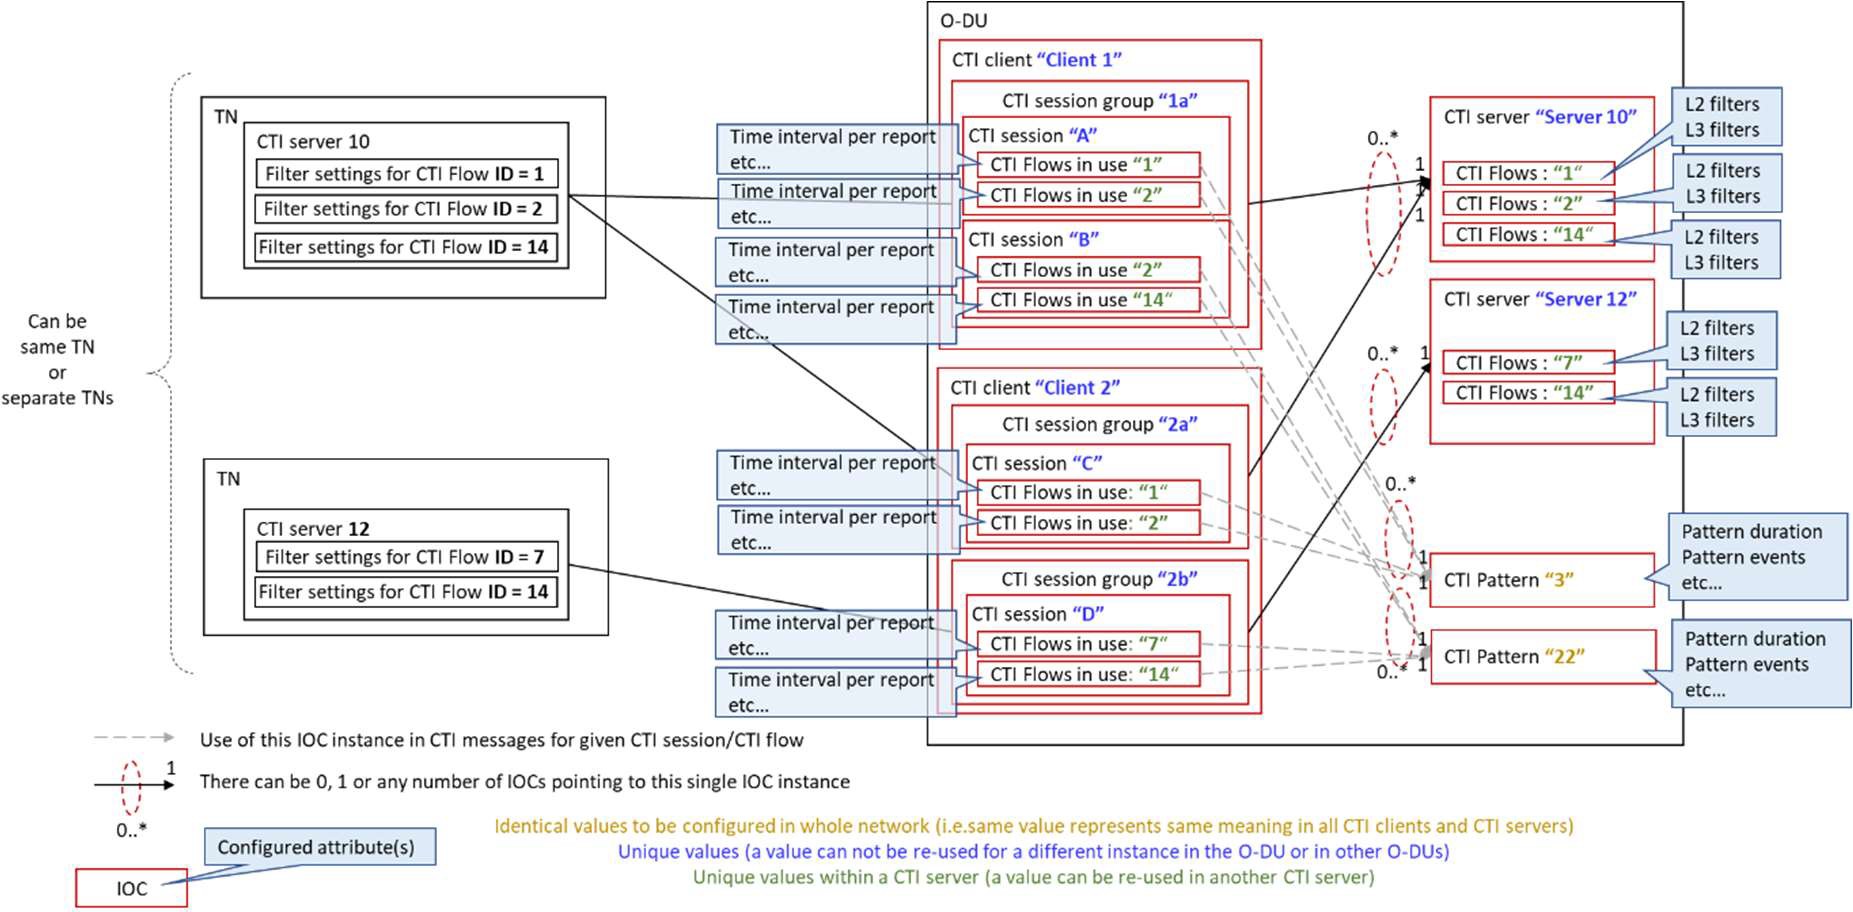 O-DU
CTI client “Client 1”
CTI session group “1a”
CTI session “A”
CTI Flows in use “1”
CTI Flows in use “2”
CTI session “B”
CTI Flows in use “2”
CTI Flows in use “14“
Time interval per report
etc...
Time interval per report
etc...
Time interval per report
etc...
Time interval per report
etc...
TN
CTI server 10
Filter settings for CTI Flow ID = 1
Filter settings for CTI Flow ID = 2
Filter settings for CTI Flow ID = 14
Can be
same TN
or
separate TNs
TN
CTI server 12
Filter settings for CTI Flow ID = 7
Filter settings for CTI Flow ID = 14
CTI client “Client 2”
CTI session group “2a”
CTI session “C”
CTI Flows in use: “1“
CTI Flows in use: “2”
Time interval per report
etc...
Time interval per report
etc...
CTI session group “2b”
CTI session “D”
CTI Flows in use: “7“
CTI Flows in use: “14“
Time interval per report
etc...
Time interval per report
etc...
0..*
1
1
1
CTI server “Server 10”
CTI Flows : “1“
CTI Flows : “2”
CTI Flows : “14“
L2 filters
L3 filters
L2 filters
L3 filters
L2 filters
L3 filters
0..*
1
CTI server “Server 12”
CTI Flows : “7”
CTI Flows : “14”
L2 filters
L3 filters
L2 filters
L3 filters
0..*
1
1
CTI Pattern “3”
Pattern duration
Pattern events
etc...
1
1
0..*
CTI Pattern “22”
Pattern duration
Pattern events
etc...
Use of this IOC instance in CTI messages for given CTI session/CTI flow
1
0..*
There can be 0, 1 or any number of IOCs pointing to this single IOC instance
Configured attribute(s)
IOC
Identical values to be configured in whole network (i.e.same value represents same meaning in all CTI clients and CTI servers)
Unique values (a value can not be re-used for a different instance in the O-DU or in other O-DUs)
Unique values within a CTI server (a value can be re-used in another CTI server)